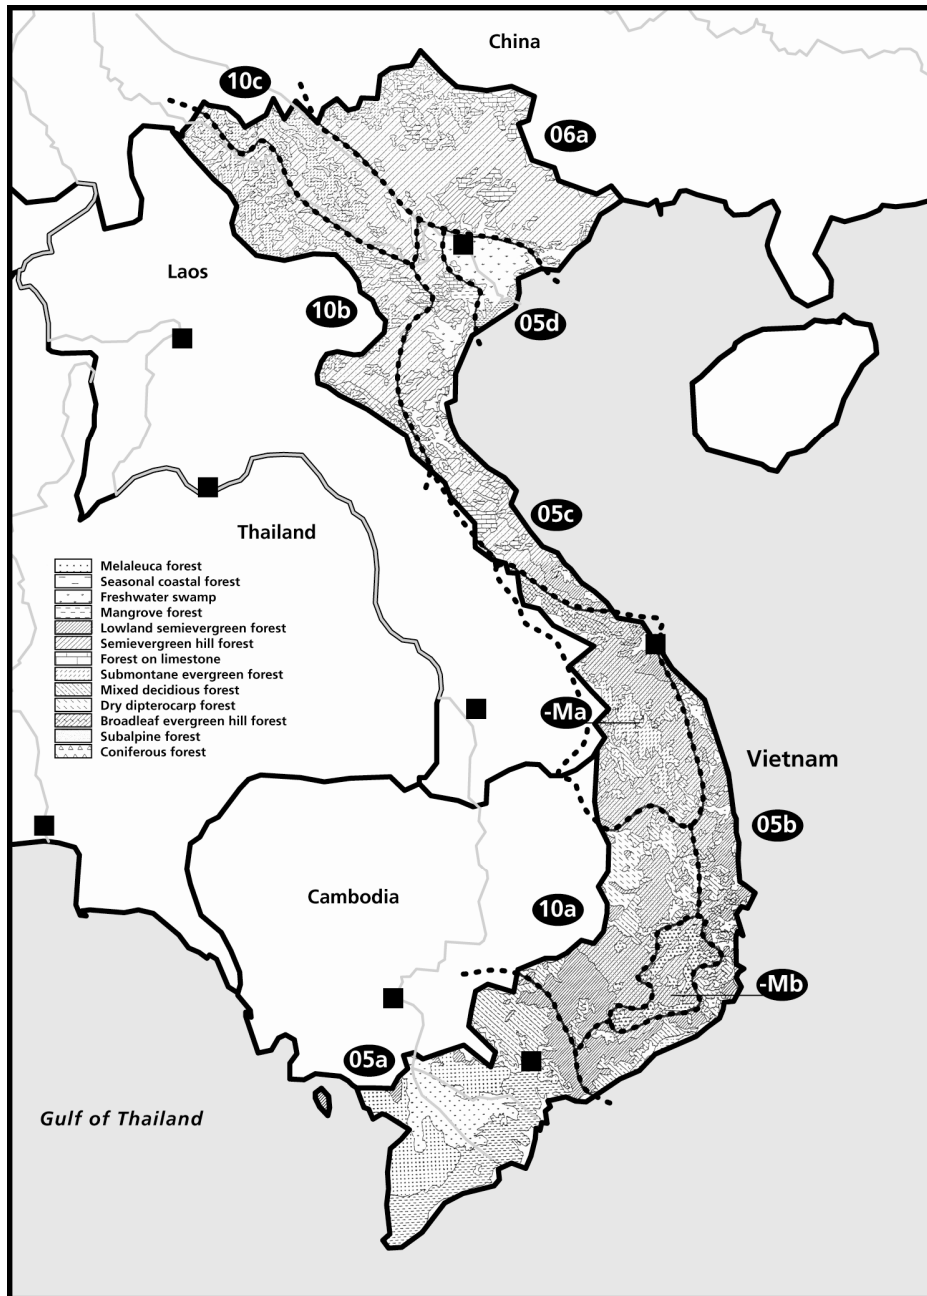 China
10c
06a
Laos
10b
05d
05c
Thailand
Melaleuca forest
Seasonal coastal forest
Freshwater swamp
Mangrove forest
Lowland semievergreen forest
Semievergreen hill forest
Forest on limestone
Submontane evergreen forest
Mixed decidious forest
Dry dipterocarp forest
Broadleaf evergreen hill forest
Subalpine forest
Coniferous forest
-Ma
Vietnam
05b
Cambodia
10a
-Mb
05a
Gulf of Thailand